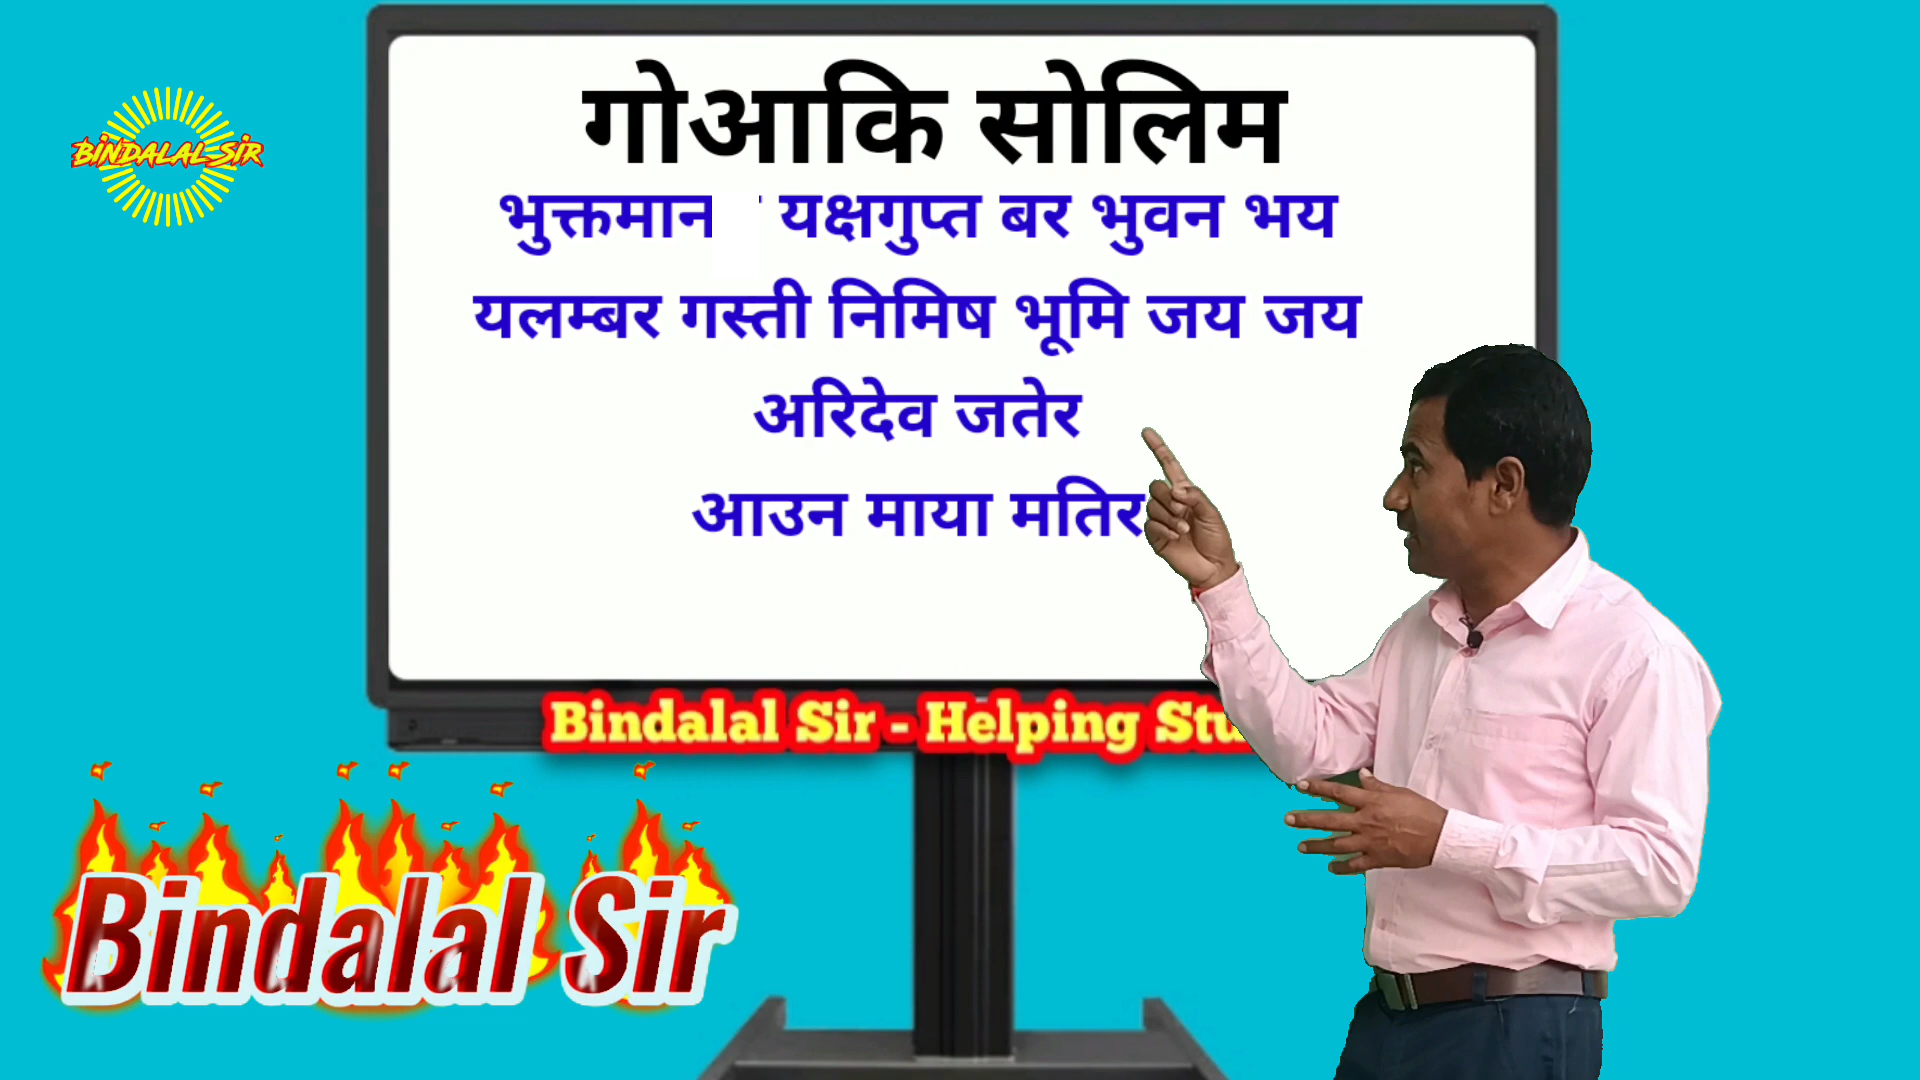 BINDALAL SIR
गोआकि सोलिम
भुक्तमान यक्षगुप्त बर भुवन भय
यलम्बर गस्ती निमिष भूमि जय जय
अरिदेव जतेर
आउन माया मतिर
Bindalal Sir - Helping
Bindalal Sir